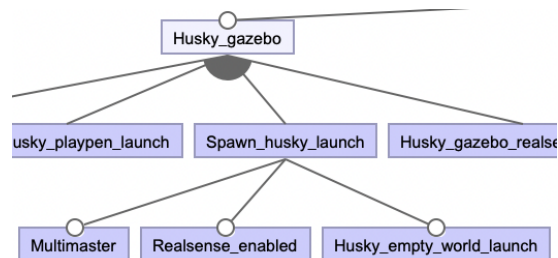 Husky_gazebo
usky_playpen_launch
Spawn_husky_launch
Husky_gazebo_realse
Multimaster
Realsense_enabled
Husky_empty_world_launch